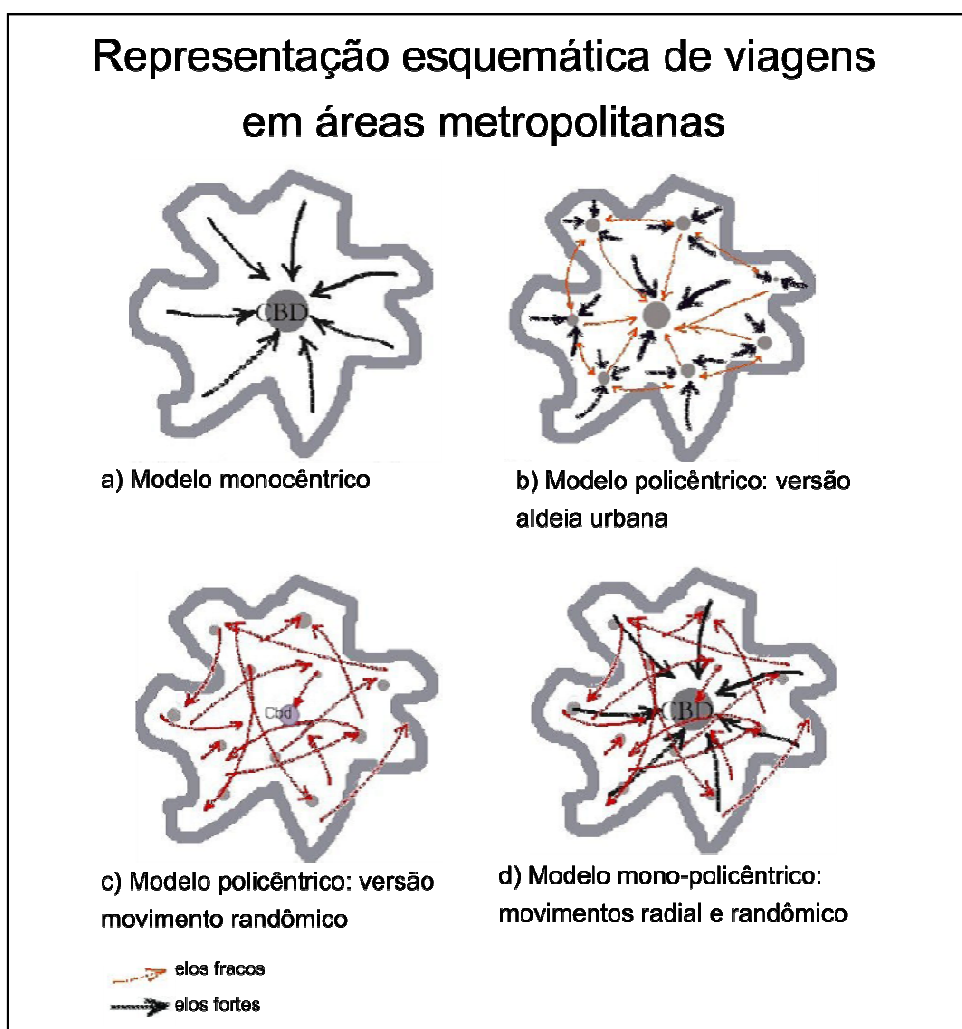 Representação esquemática de viagens
em áreas metropolitanas
CBD
a) Modelo monocêntrico
b) Modelo policêntrico: versão
aldeia urbana
Cbd
c) Modelo policêntrico: versão
movimento randômico
CBD
d) Modelo mono-policêntrico:
movimentos radial e randômico
elos fracos
elos fortes